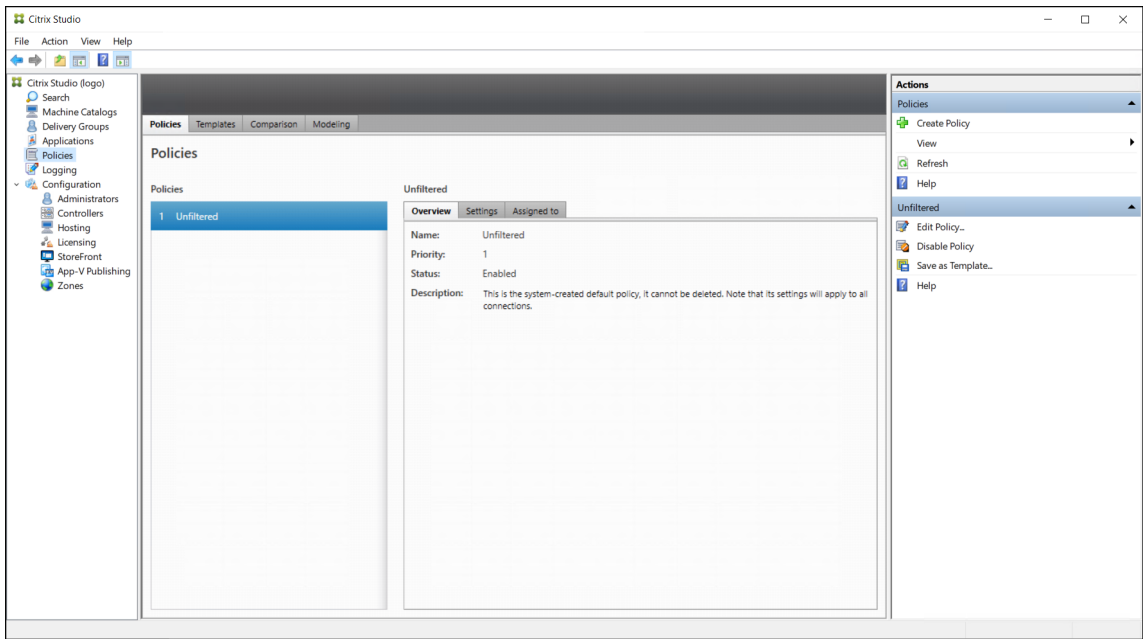 Citrix Studio
File Action View Help
Citrix Studio (logo)
Search
Machine Catalogs
Delivery Groups
Applications
Policies
Logging
Configuration
Administrators
Controllers
Hosting
Licensing
StoreFront
App-V Publishing
Zones
Policies Templates Comparison Modeling
Policies
Policies
1 Unfiltered
Unfiltered
Overview Settings Assigned to
Name: Unfiltered
Priority: 1
Status: Enabled
Description: This is the system-created default policy, it cannot be deleted. Note that its settings will apply to all
connections.
Actions
Policies
Create Policy
View
Refresh
Help
Unfiltered
Edit Policy...
Disable Policy
Save as Template...
Help